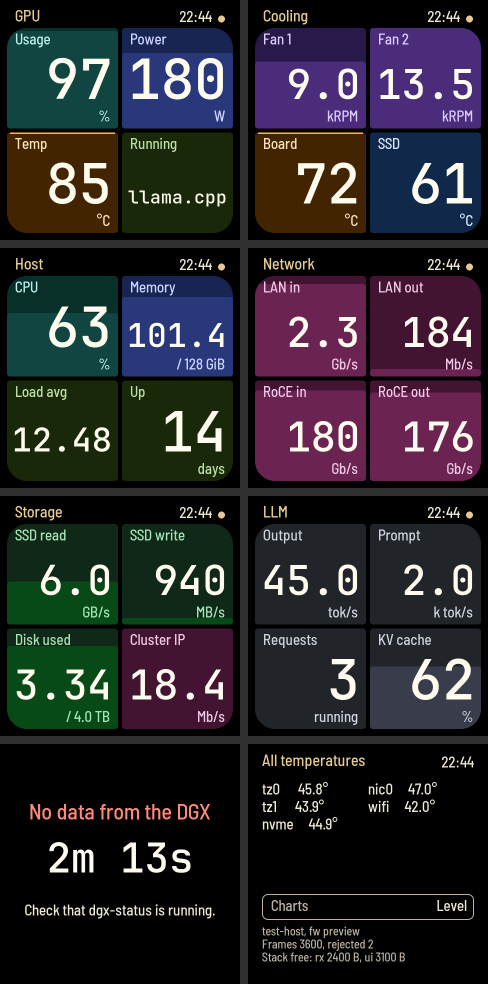 GPU 22:44
Usage
97
%
Power
180
W
Temp
85
°C
Running
llama.cpp
Cooling 22:44
Fan 1
9.0
kRPM
Fan 2
13.5
kRPM
Board
72
°C
SSD
61
°C
Host 22:44
CPU
63
%
Memory
101.4
/ 128 GiB
Load avg
12.48
Up
14
days
Network 22:44
LAN in
2.3
Gb/s
LAN out
184
Mb/s
RoCE in
180
Gb/s
RoCE out
176
Gb/s
Storage 22:44
SSD read
6.0
GB/s
SSD write
940
MB/s
Disk used
3.34
/ 4.0 TB
Cluster IP
18.4
Mb/s
LLM 22:44
Output
45.0
tok/s
Prompt
2.0
k tok/s
Requests
3
running
KV cache
62
%
No data from the DGX
2m 13s
Check that dgx-status is running.
All temperatures 22:44
tz0 45.8° nic0 47.0°
tz1 43.9° wifi 42.0°
nvme 44.9°
Charts Level
test-host, fw preview
Frames 3600, rejected 2
Stack free: rx 2400 B, ui 3100 B